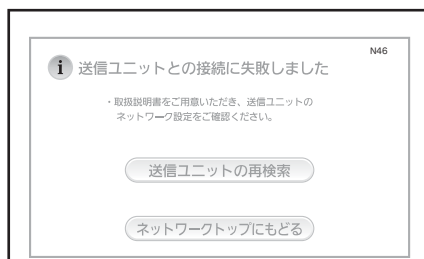 N46
i 送信ユニットとの接続に失敗しました
・取扱説明書をご用意いただき、送信ユニットの
ネットワーク設定をご確認ください。
送信ユニットの再検索
ネットワークトップにもどる